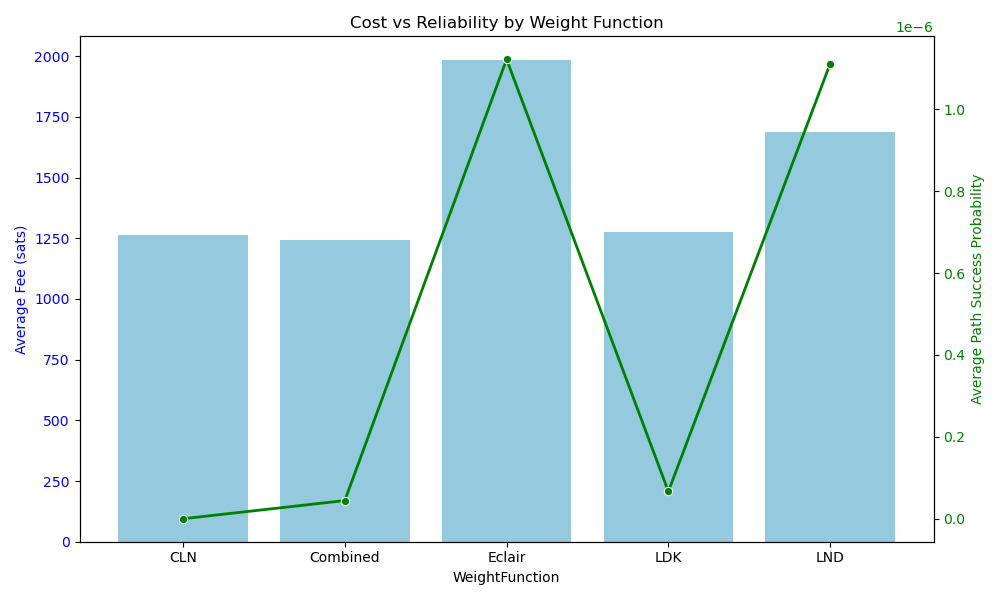 Cost vs Reliability by Weight Function
1e−6
2000
1750
1500
1250
1000
750
500
250
0
Average Fee (sats)
1.0
0.8
0.6
0.4
0.2
0.0
Average Path Success Probability
CLN
Combined
Eclair
LDK
LND
WeightFunction